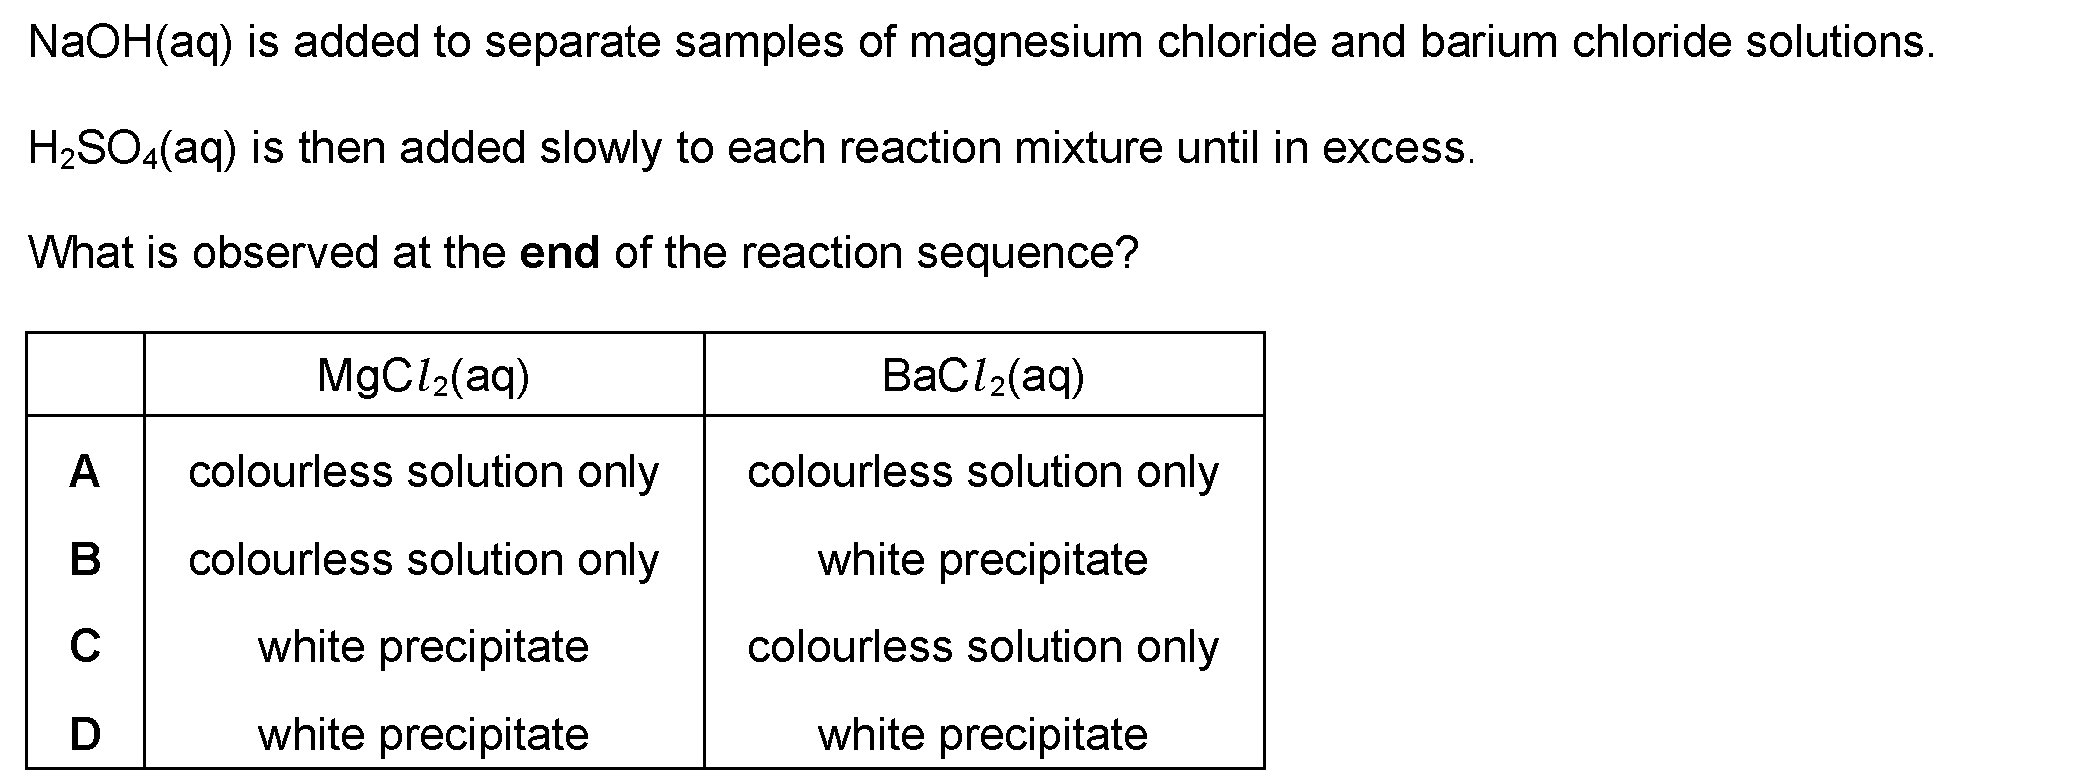 NaOH(aq) is added to separate samples of magnesium chloride and barium chloride solutions.
H₂SO₄(aq) is then added slowly to each reaction mixture until in excess.
What is observed at the end of the reaction sequence?
MgCl₂(aq) BaCl₂(aq)
A colourless solution only colourless solution only
B colourless solution only white precipitate
C white precipitate colourless solution only
D white precipitate white precipitate